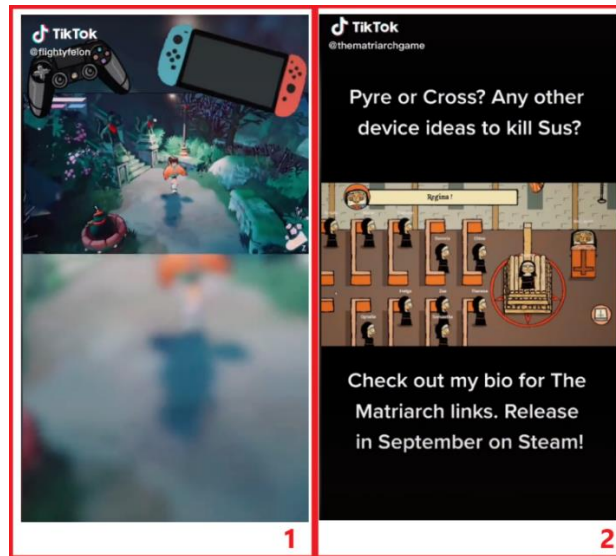 TikTok
@flightyfelon
1
TikTok
@thematriarchgame
Pyre or Cross? Any other
device ideas to kill Sus?
Regina !
Check out my bio for The
Matriarch links. Release
in September on Steam!
2